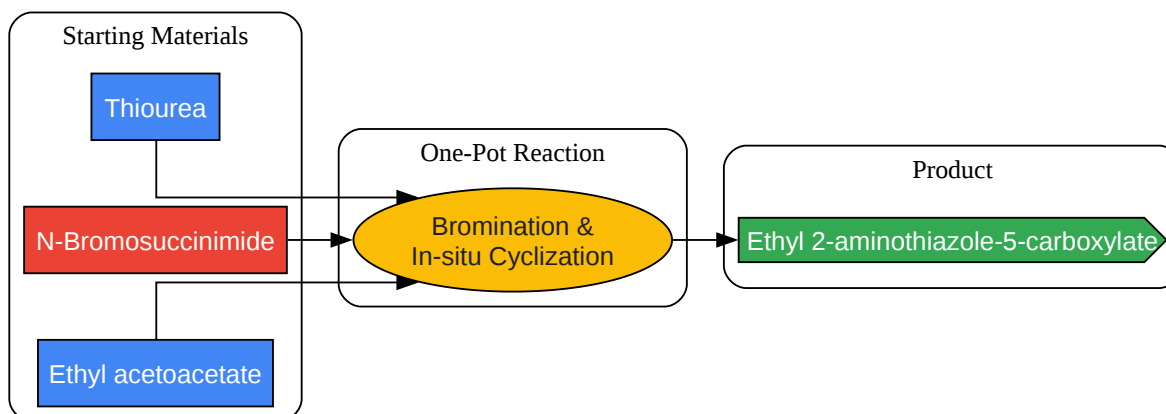 Starting Materials
Thiourea
N-Bromosuccinimide
Ethyl acetoacetate
One-Pot Reaction
Bromination &
In-situ Cyclization
Product
Ethyl 2-aminothiazole-5-carboxylate